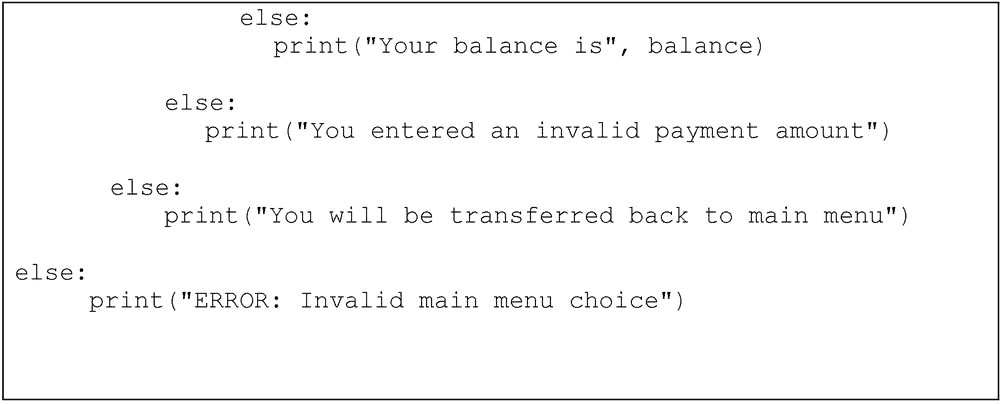 else:
print("Your balance is", balance)
else:
print("You entered an invalid payment amount")
else:
print("You will be transferred back to main menu")
else:
print("ERROR: Invalid main menu choice")